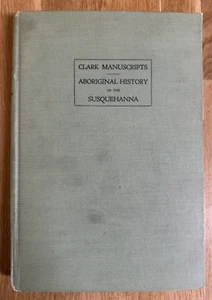 CLARK MANUSCRIPTS
ABORIGINAL HISTORY
OF THE
SUSQUEHANNA